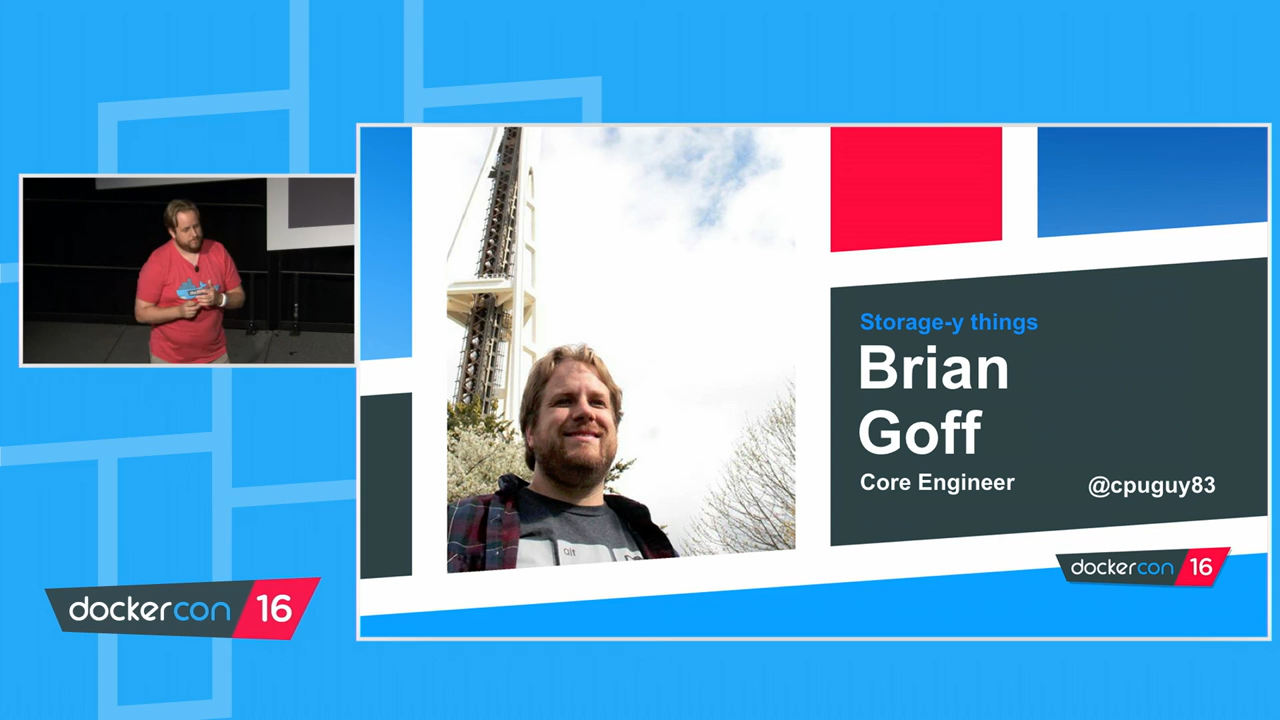 Storage-y things
Brian
Goff
Core Engineer
@cpuguy83
dockercon 16
dockercon 16